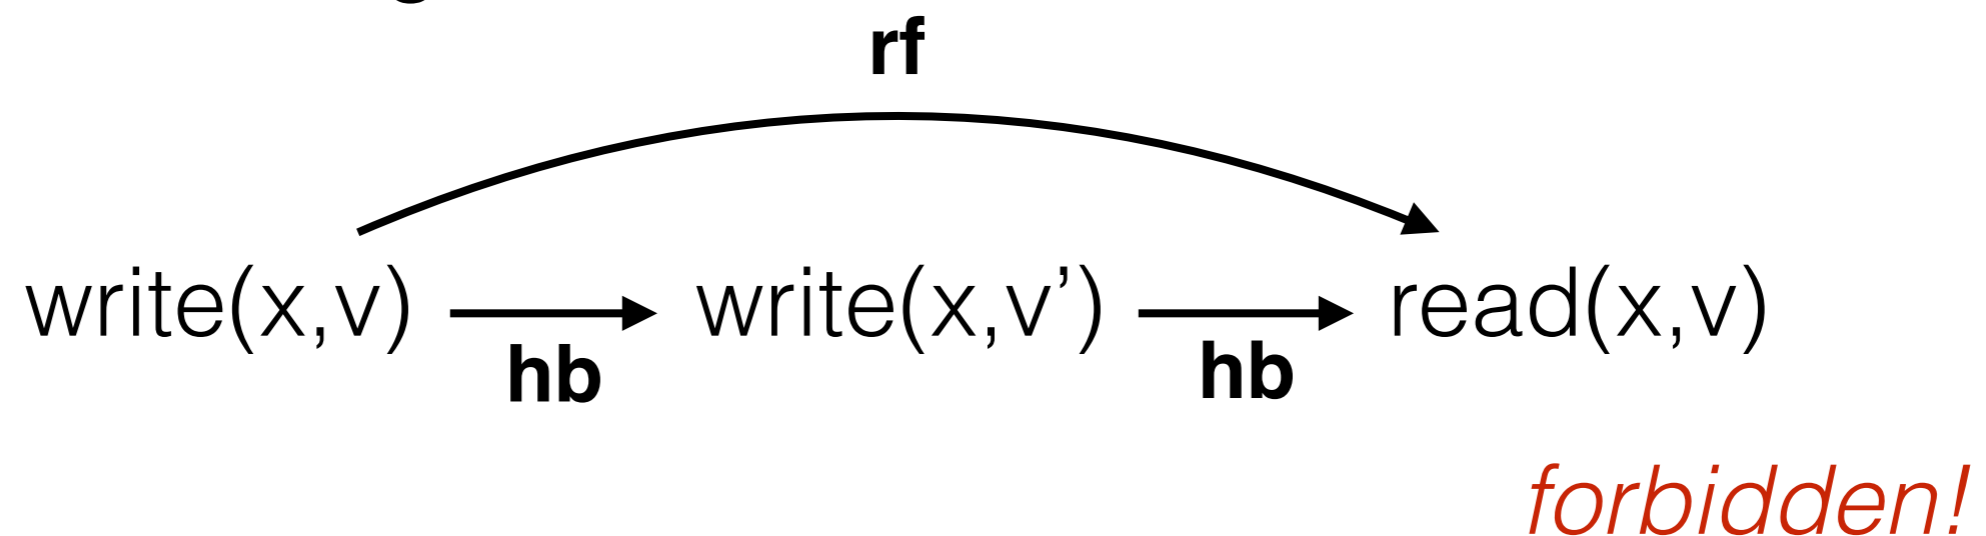 rf
write(x,v) write(x,v’) read(x,v)
hb hb
forbidden!